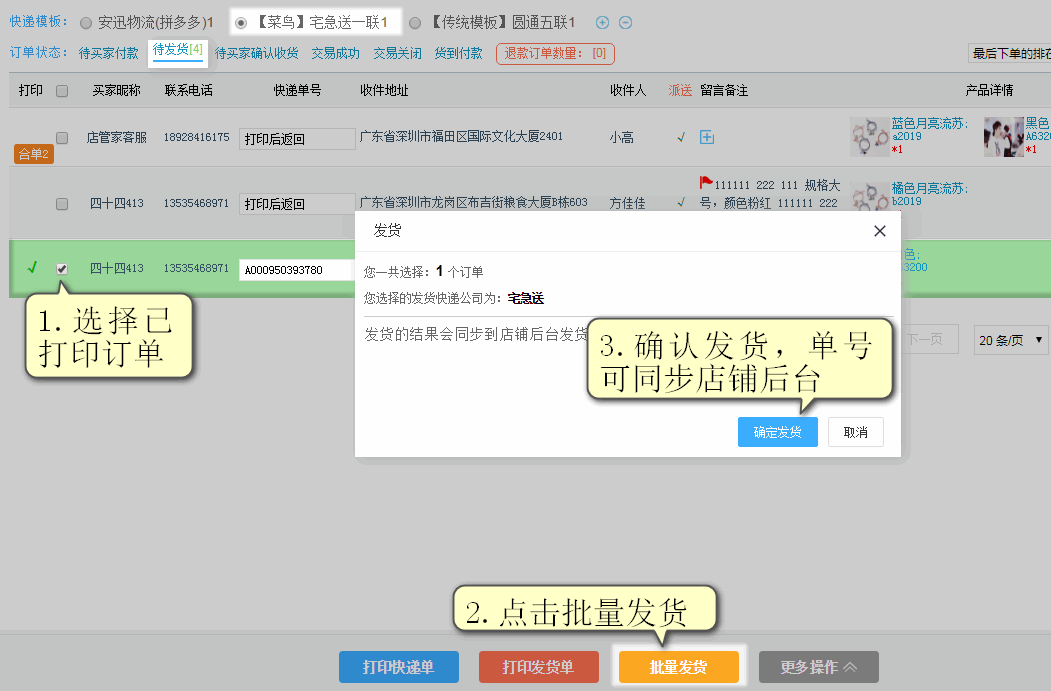 快递模板： 安迅物流(拼多多)1 【菜鸟】宅急送一联1 【传统模板】圆通五联1
订单状态： 待买家付款 待发货[4] 待买家确认收货 交易成功 交易关闭 货到付款 退款订单数量： [0] 最后下单的排在
打印 买家昵称 联系电话 快递单号 收件地址 收件人 派送 留言备注 产品详情
合单2 店管家客服 18928416175 打印后返回 广东省深圳市福田区国际文化大厦2401 小高 √
蓝色月亮流苏;
a2019
*1
黑色
A632
*1
四十四413 13535468971 打印后返回 广东省深圳市龙岗区布吉街粮食大厦B栋603 方佳佳 √
111111 222 111 规格大
号，颜色粉红 111111 222
橘色月亮流苏;
b2019
√ 四十四413 13535468971 A000950393780
色;
3200
发货
您一共选择：1 个订单
您选择的发货快递公司为：宅急送
发货的结果会同步到店铺后台发货
确定发货 取消
1.选择已
打印订单
3.确认发货，单号
可同步店铺后台
下一页 20 条/页
2.点击批量发货
打印快递单 打印发货单 批量发货 更多操作